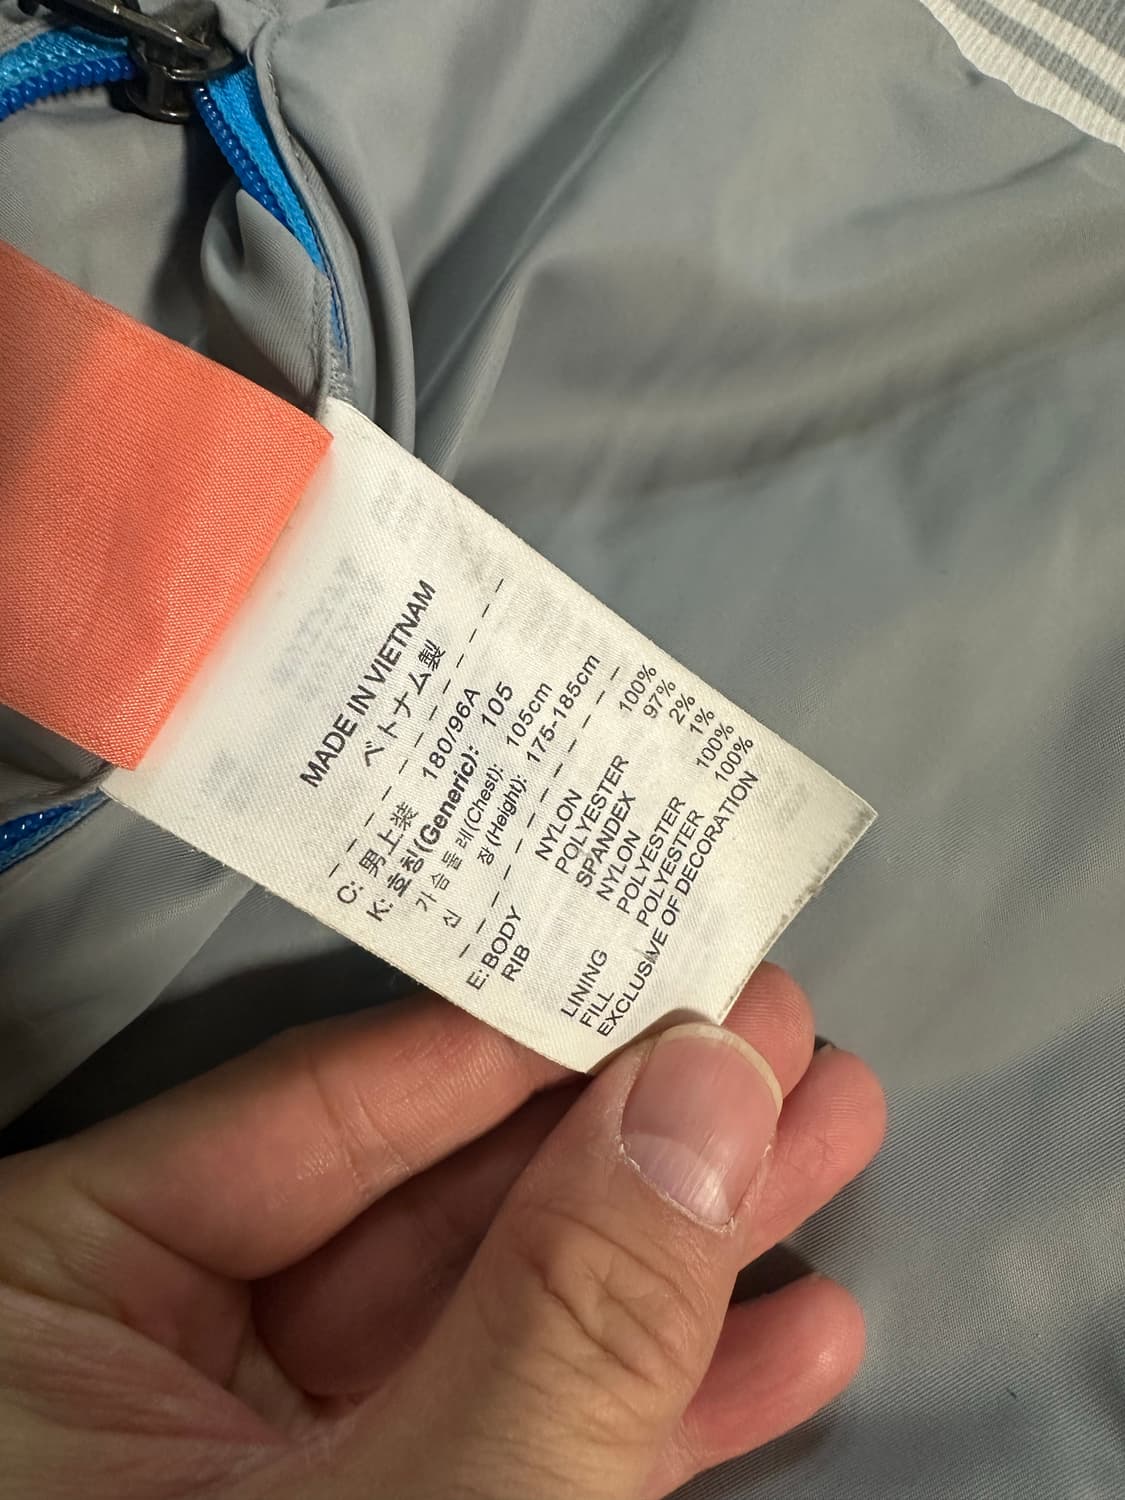 MADE IN VIETNAM
ベトナム製
C: 男上装 180/96A
K: 호칭(Generic): 105
가슴둘레(Chest): 105cm
신 장(Height): 175-185cm
E: BODY NYLON 100%
RIB POLYESTER 97%
SPANDEX 2%
NYLON 1%
LINING POLYESTER 100%
FILL POLYESTER 100%
EXCLUSIVE OF DECORATION